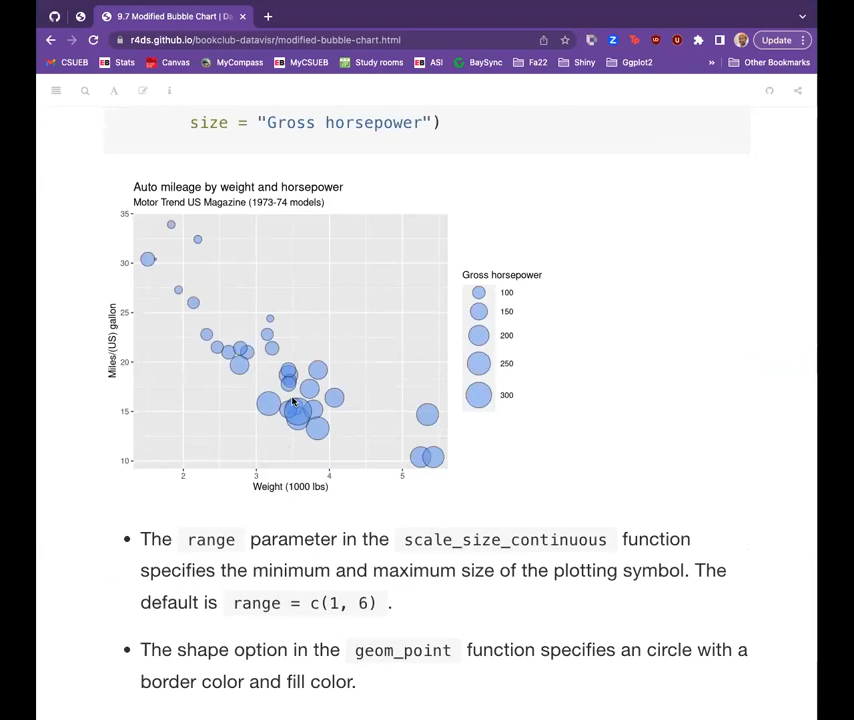 9.7 Modified Bubble Chart | Da
r4ds.github.io/bookclub-datavisr/modified-bubble-chart.html
Update
CSUEB
Stats
Canvas
MyCompass
MyCSUEB
Study rooms
ASI
BaySync
Fa22
Shiny
Ggplot2
»
Other Bookmarks
size = "Gross horsepower")
Auto mileage by weight and horsepower
Motor Trend US Magazine (1973-74 models)
35
30
25
20
15
10
Miles/(US) gallon
2 3 4 5
Weight (1000 lbs)
Gross horsepower
100
150
200
250
300
• The range parameter in the scale_size_continuous function
specifies the minimum and maximum size of the plotting symbol. The
default is range = c(1, 6) .
• The shape option in the geom_point function specifies an circle with a
border color and fill color.